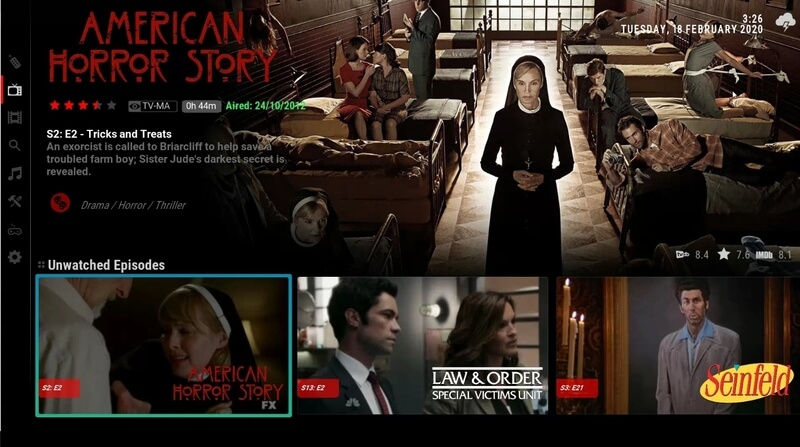 AMERICAN
HORROR STORY
3:26
TUESDAY, 18 FEBRUARY 2020
TV-MA
0h 44m
Aired: 24/10/2012
S2: E2 - Tricks and Treats
An exorcist is called to Briarcliff to help save a
troubled farm boy; Sister Jude's darkest secret is
revealed.
Drama / Horror / Thriller
8.4
7.6
IMDb
8.1
Unwatched Episodes
S2: E2
AMERICAN
HORROR STORY
FX
S13: E2
LAW & ORDER
SPECIAL VICTIMS UNIT
S3: E21
Seinfeld